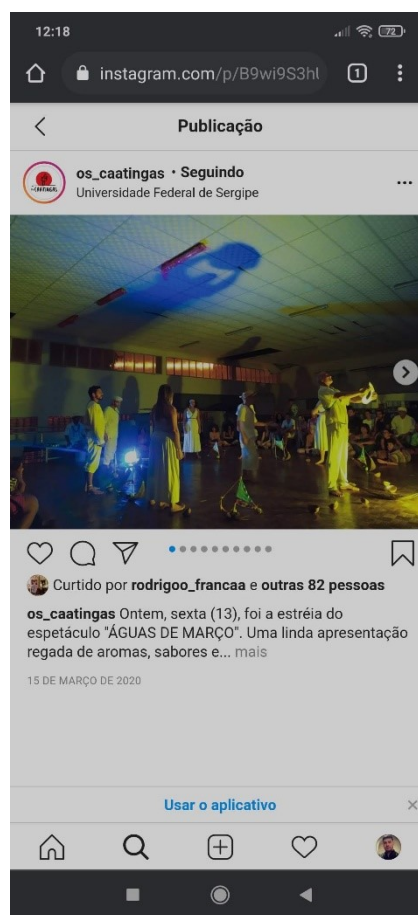 12:18
72
instagram.com/p/B9wi9S3hl
1
Publicação
os_caatingas • Seguindo
Universidade Federal de Sergipe
Curtido por rodrigoo_francaa e outras 82 pessoas
os_caatingas Ontem, sexta (13), foi a estréia do
espetáculo "ÁGUAS DE MARÇO". Uma linda apresentação
regada de aromas, sabores e... mais
15 DE MARÇO DE 2020
Usar o aplicativo